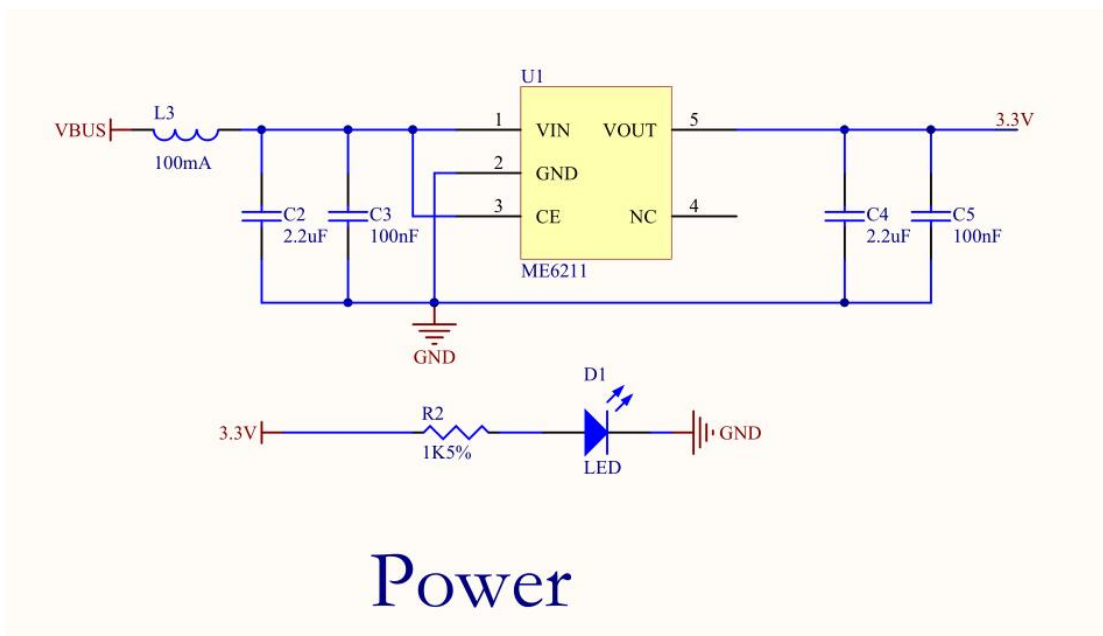 U1
L3
VBUS
100mA
1
VIN
VOUT
5
3.3V
2
GND
3
CE
NC
4
C2
2.2uF
C3
100nF
C4
2.2uF
C5
100nF
ME6211
GND
D1
3.3V
R2
1K5%
LED
GND
Power